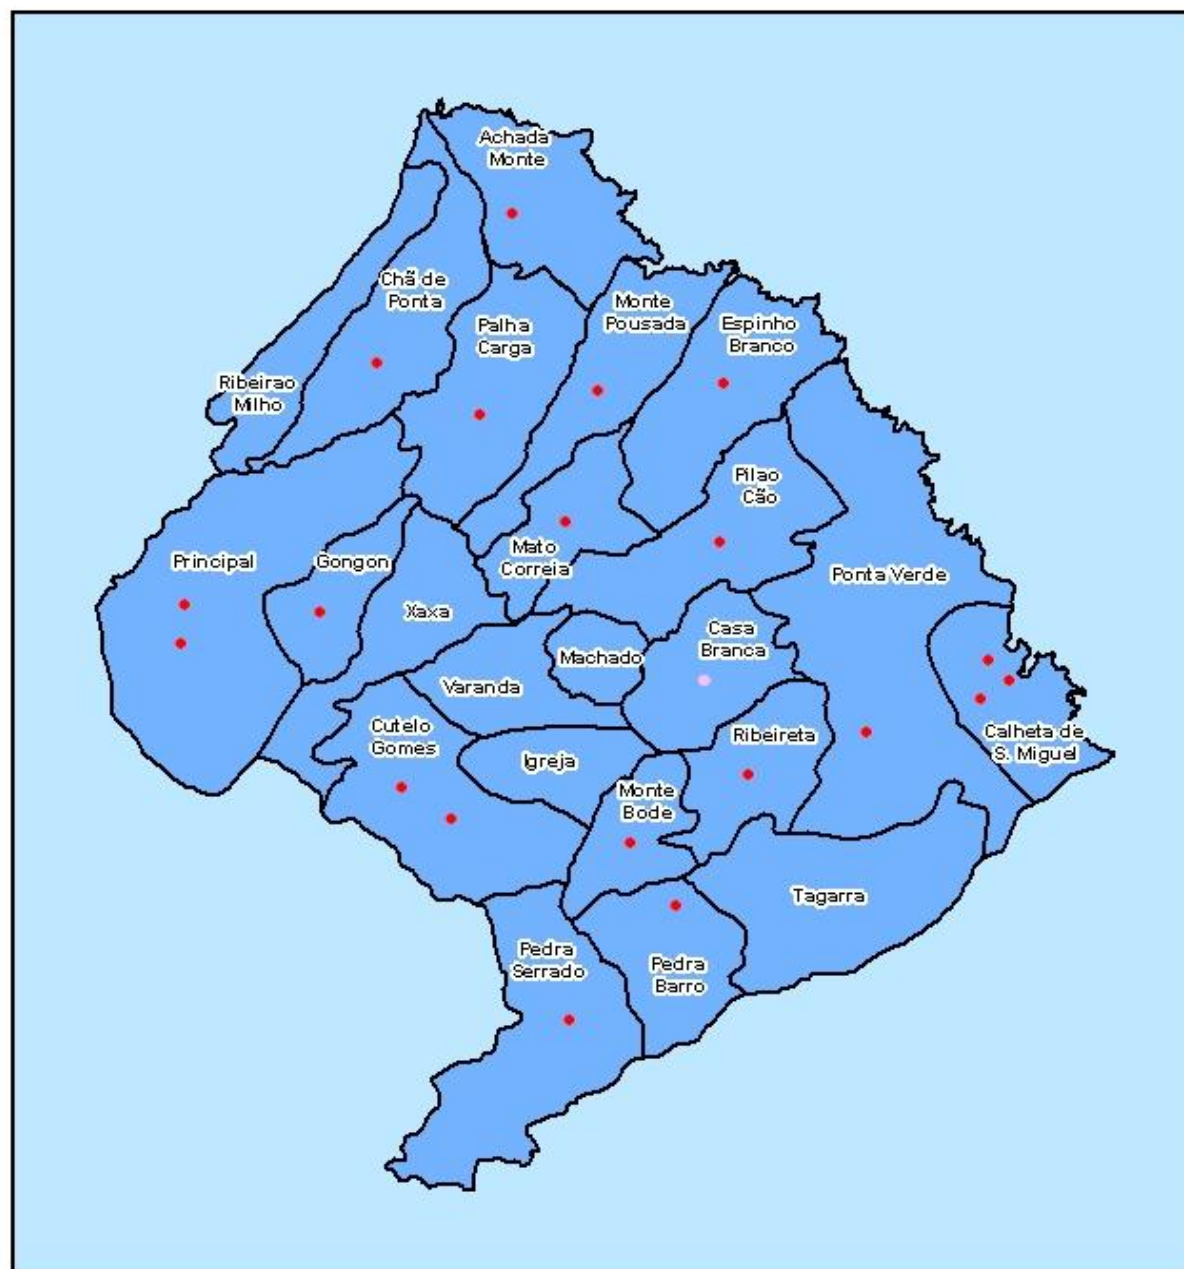 Achada
Monte
Chã de
Ponta
Monte
Pousada
Palha
Carga
Espinho
Branco
Ribeirao
Milho
Pilao
Cão
Principal
Gongon
Mato
Correia
Ponta Verde
Xaxa
Casa
Branca
Machado
Varanda
Cutelo
Gomes
Ribeireta
Calheta de
S. Miguel
Igreja
Monte
Bode
Tagarra
Pedra
Serrado
Pedra
Barro